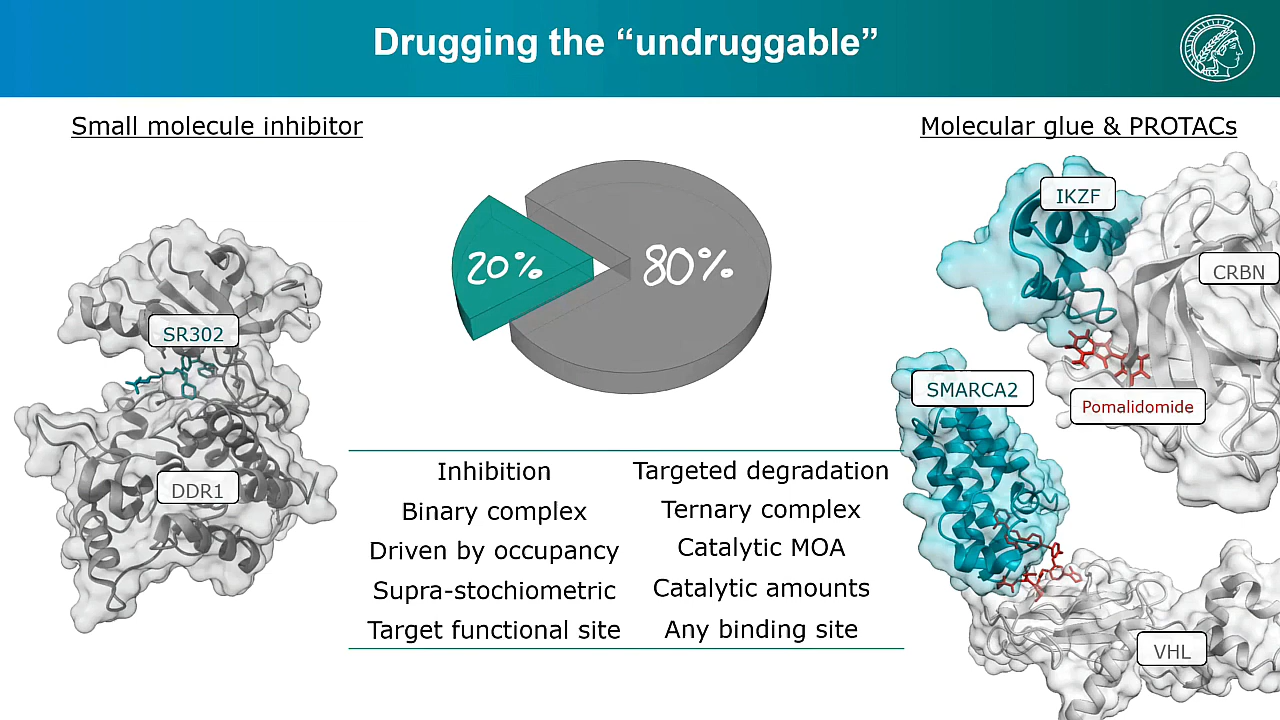 Drugging the “undruggable”
Small molecule inhibitor
Molecular glue & PROTACs
20%
80%
SR302
DDR1
IKZF
CRBN
Pomalidomide
SMARCA2
VHL
Inhibition Targeted degradation
Binary complex Ternary complex
Driven by occupancy Catalytic MOA
Supra-stochiometric Catalytic amounts
Target functional site Any binding site